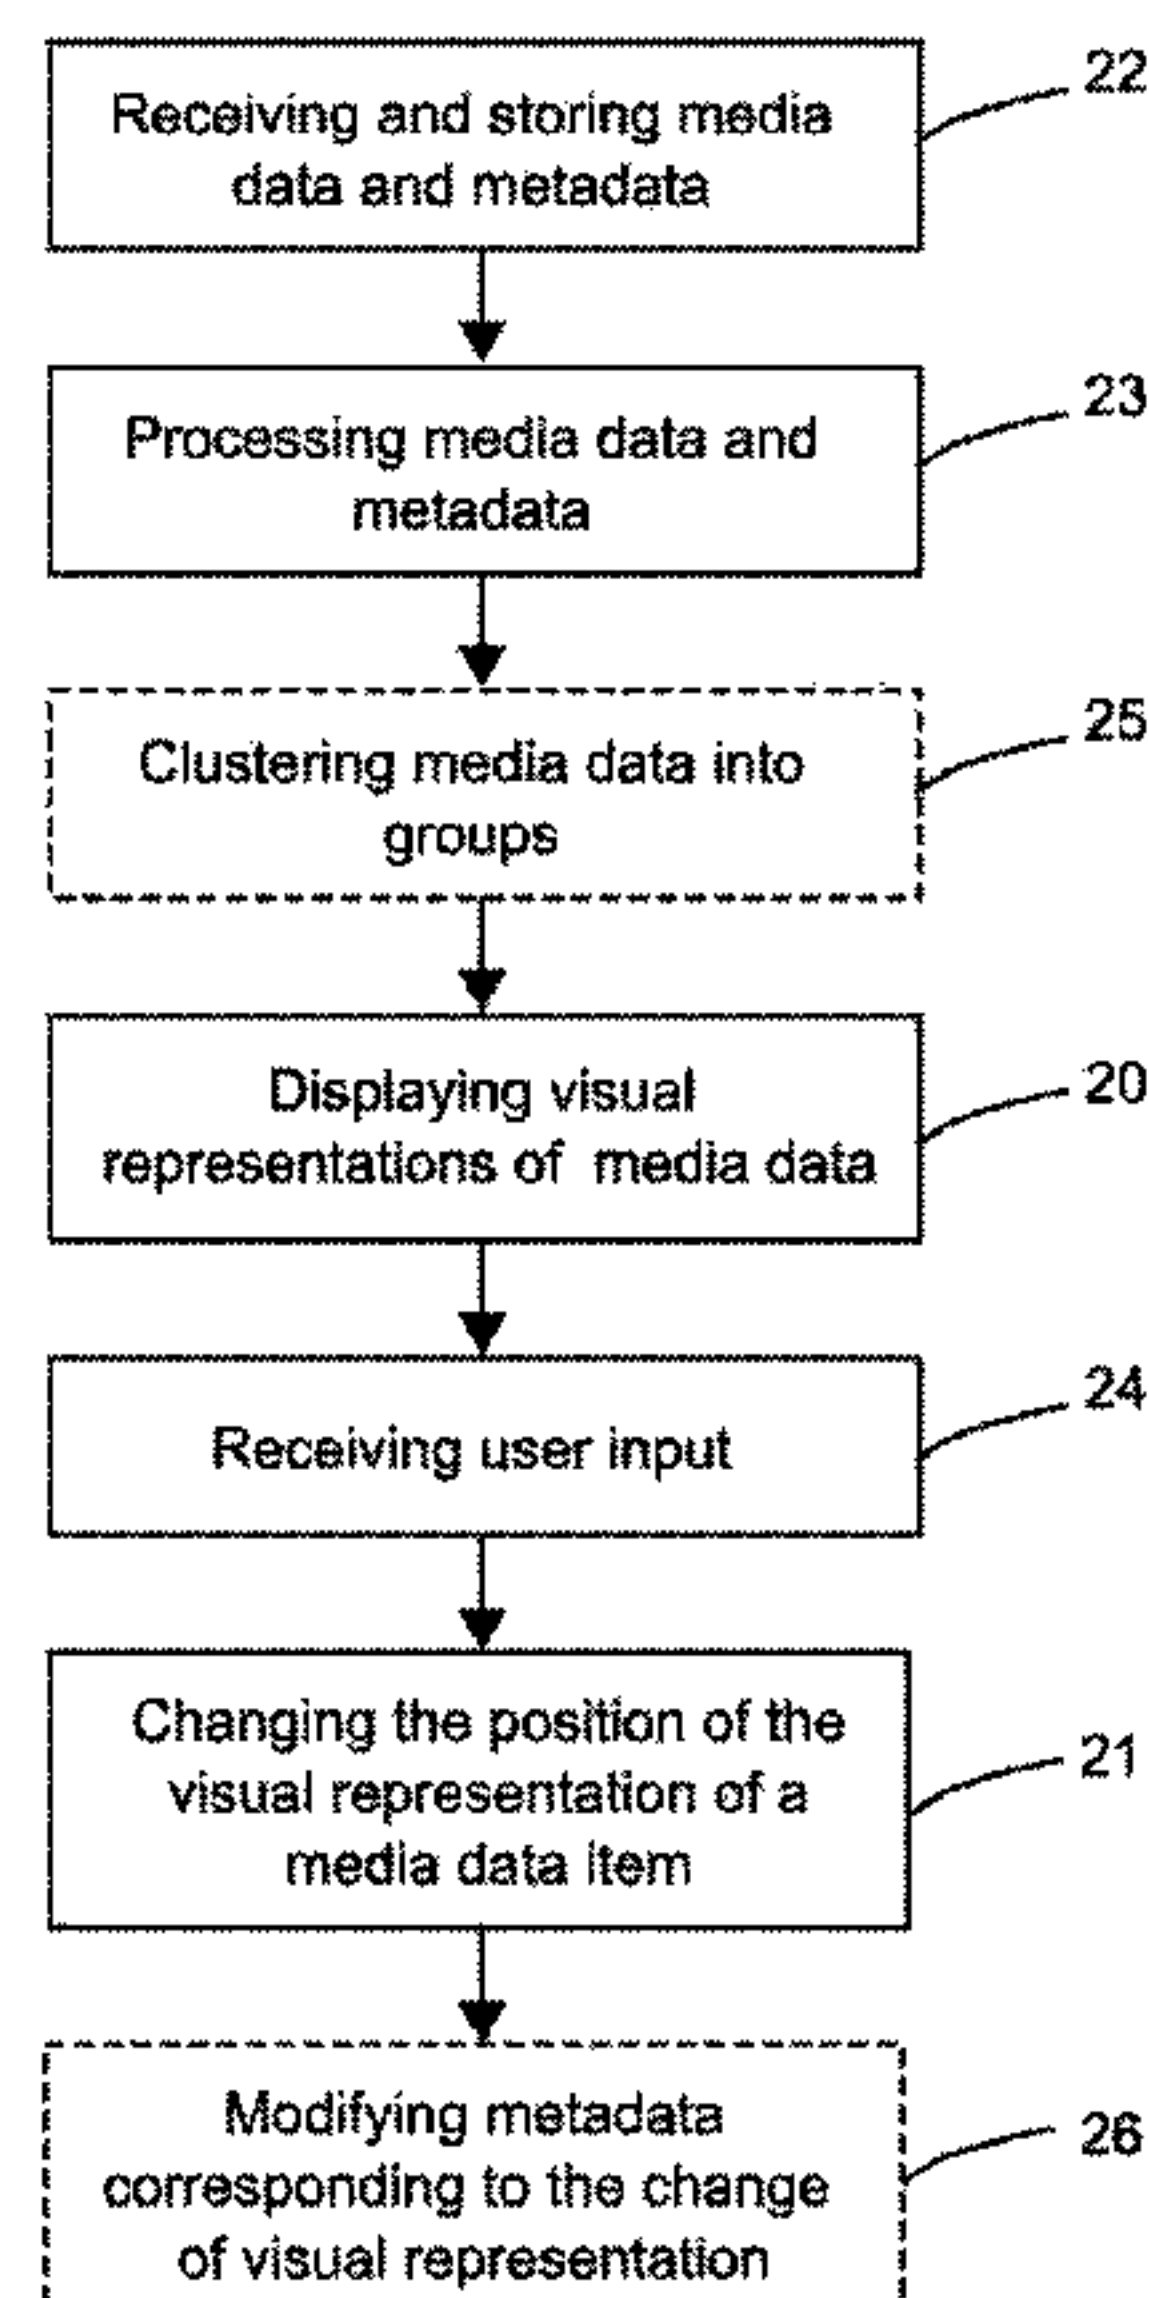 Receiving and storing media
data and metadata
22
Processing media data and
metadata
23
Clustering media data into
groups
25
Displaying visual
representations of media data
20
Receiving user input
24
Changing the position of the
visual representation of a
media data item
21
Modifying metadata
corresponding to the change
of visual representation
26